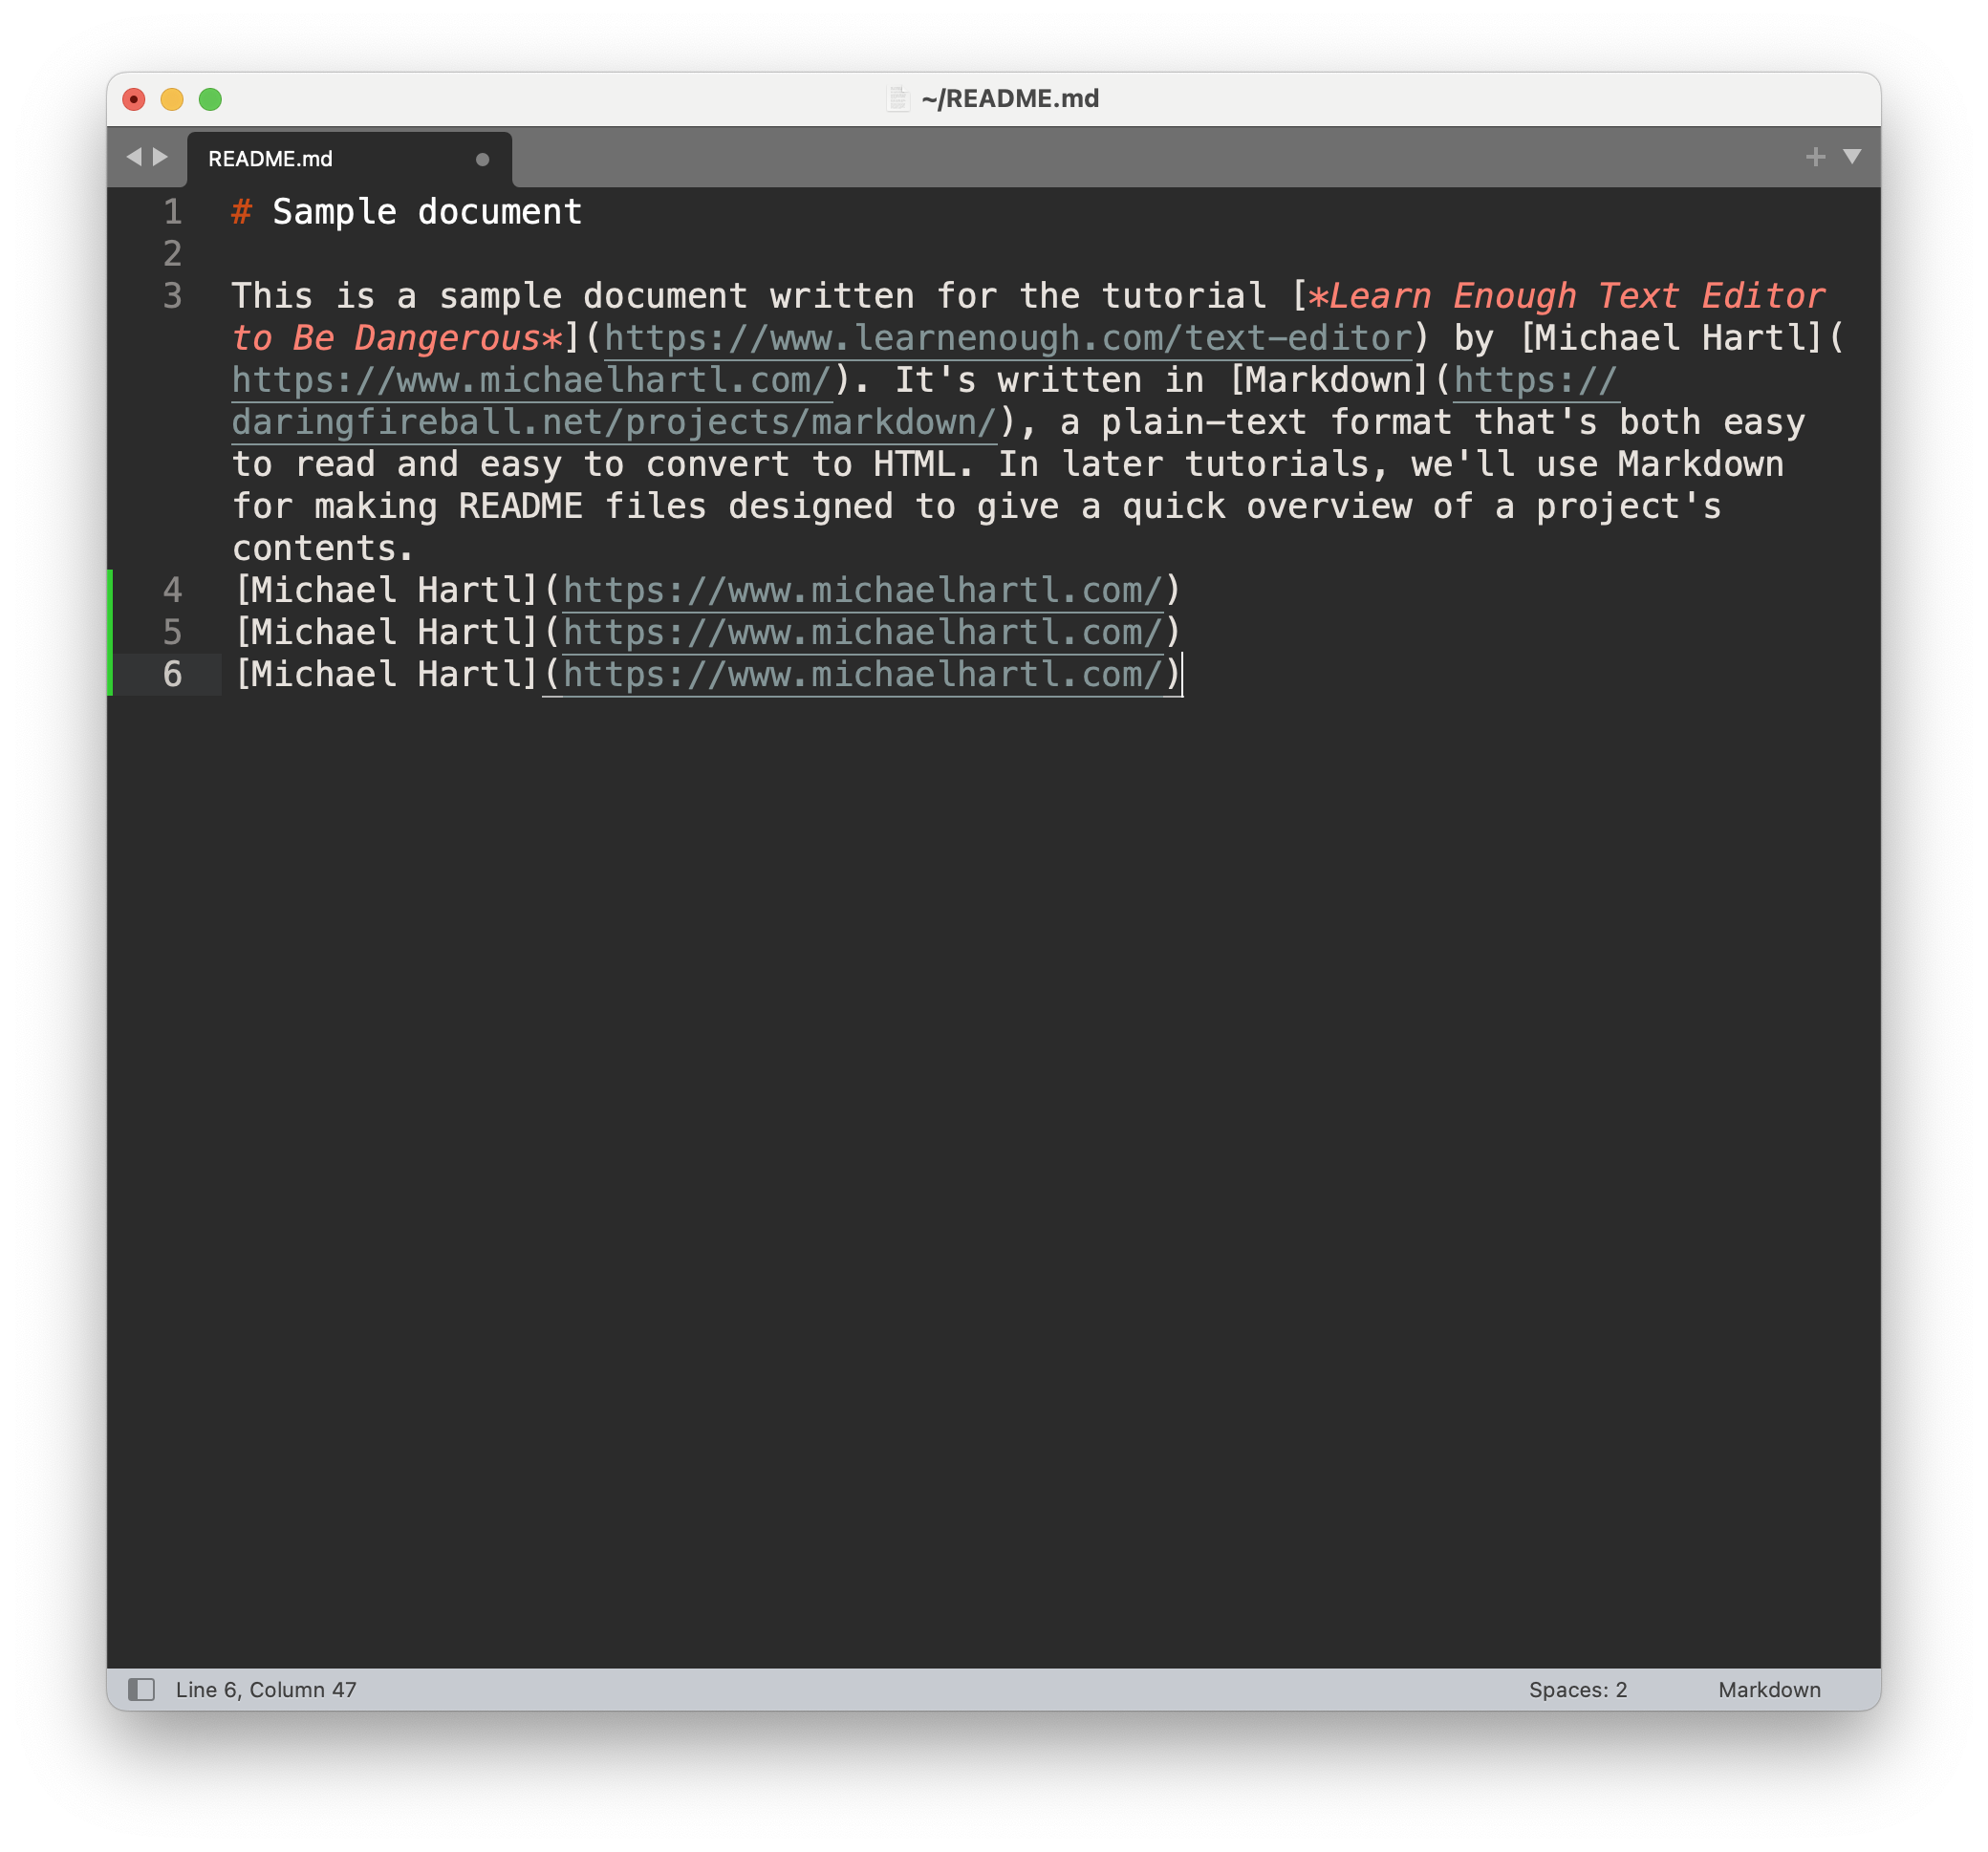 ~/README.md
README.md
1 # Sample document
2
3 This is a sample document written for the tutorial [*Learn Enough Text Editor
to Be Dangerous*](https://www.learnenough.com/text-editor) by [Michael Hartl](
https://www.michaelhartl.com/). It's written in [Markdown](https://
daringfireball.net/projects/markdown/), a plain-text format that's both easy
to read and easy to convert to HTML. In later tutorials, we'll use Markdown
for making README files designed to give a quick overview of a project's
contents.
4 [Michael Hartl](https://www.michaelhartl.com/)
5 [Michael Hartl](https://www.michaelhartl.com/)
6 [Michael Hartl](https://www.michaelhartl.com/)
Line 6, Column 47 Spaces: 2 Markdown